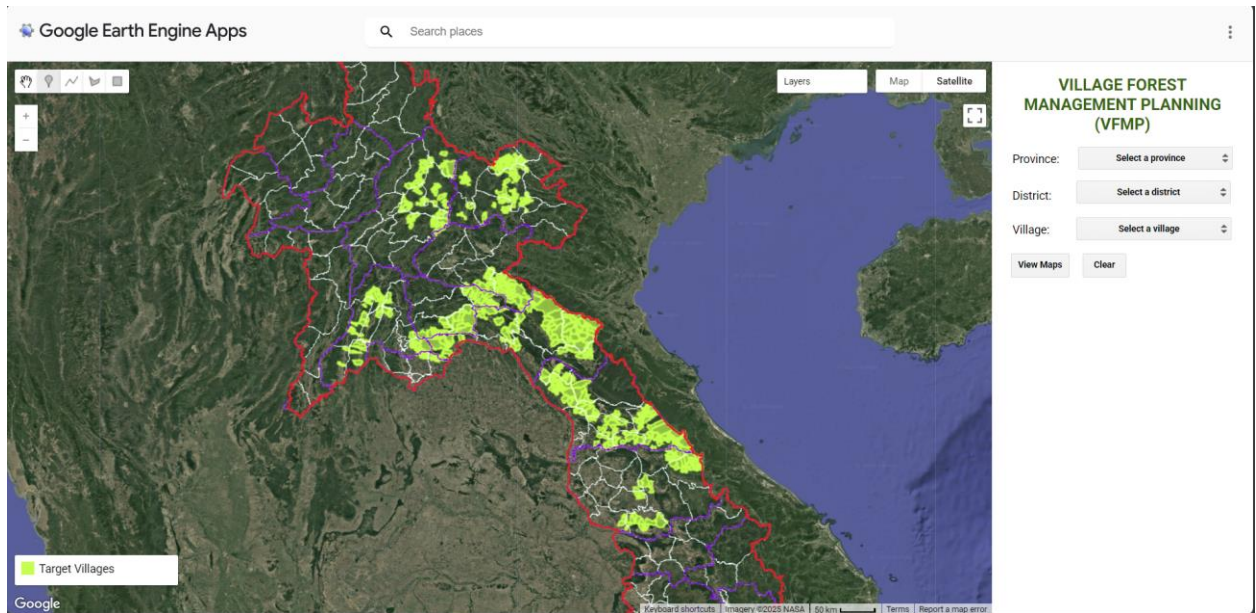 Google Earth Engine Apps
Search places
Layers
Map Satellite
VILLAGE FOREST
MANAGEMENT PLANNING
(VFMP)
Province: Select a province
District: Select a district
Village: Select a village
View Maps Clear
Target Villages
Google
Keyboard shortcuts Imagery ©2025 NASA 50 km Terms Report a map error